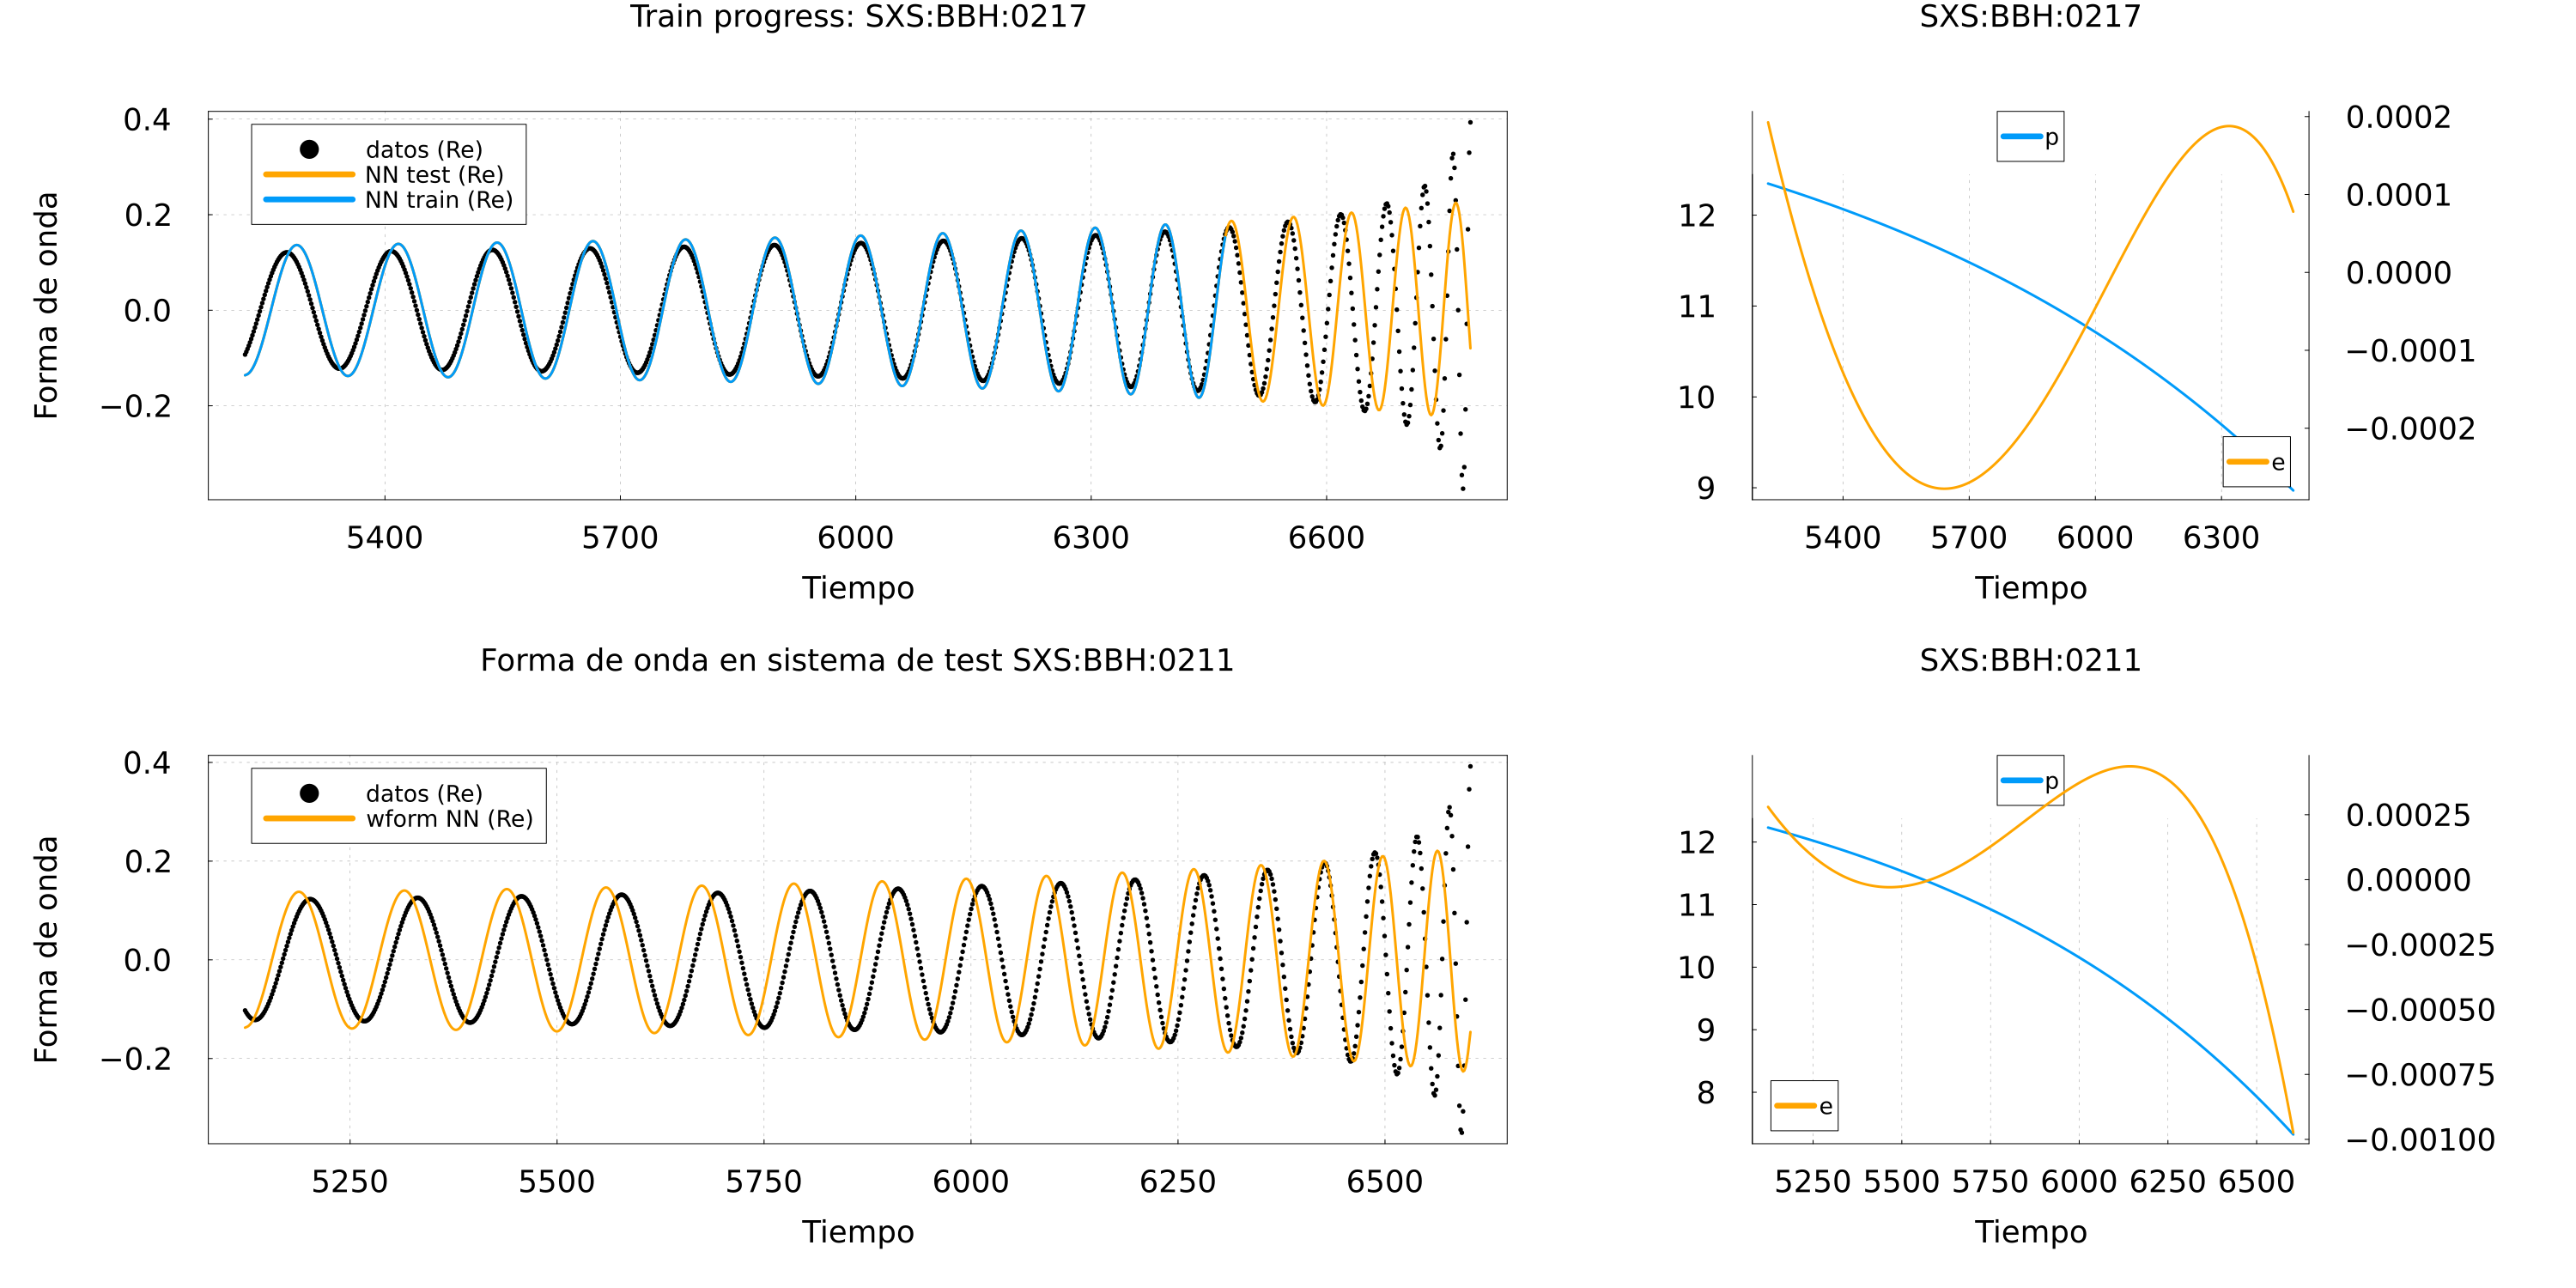 Train progress: SXS:BBH:0217
0.4
0.2
0.0
−0.2
Forma de onda
datos (Re)
NN test (Re)
NN train (Re)
5400 5700 6000 6300 6600
Tiempo
SXS:BBH:0217
12
11
10
9
p
e
0.0002
0.0001
0.0000
−0.0001
−0.0002
5400 5700 6000 6300
Tiempo
Forma de onda en sistema de test SXS:BBH:0211
0.4
0.2
0.0
−0.2
Forma de onda
datos (Re)
wform NN (Re)
5250 5500 5750 6000 6250 6500
Tiempo
SXS:BBH:0211
12
11
10
9
8
p
e
0.00025
0.00000
−0.00025
−0.00050
−0.00075
−0.00100
5250 5500 5750 6000 6250 6500
Tiempo